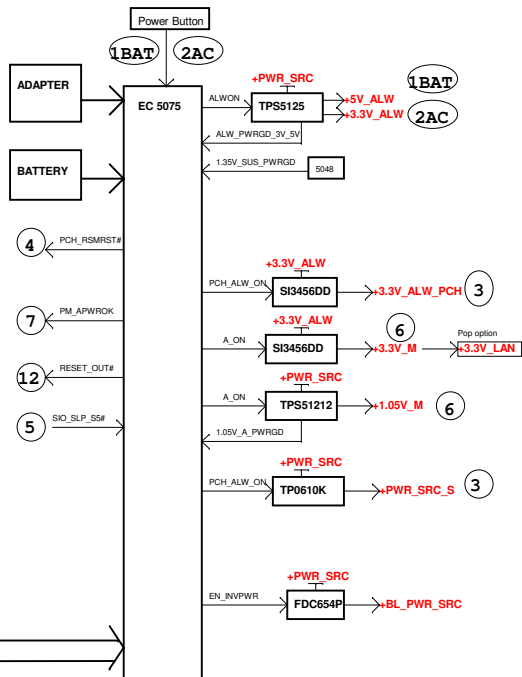 Power Button
1BAT
2AC
ADAPTER
EC 5075
ALWON
+PWR_SRC
TPS5125
+5V_ALW
+3.3V_ALW
1BAT
2AC
ALW_PWRGD_3V_5V
BATTERY
1.35V_SUS_PWRGD
5048
4
PCH_RSMRST#
+3.3V_ALW
PCH_ALW_ON
SI3456DD
+3.3V_ALW_PCH
3
7
PM_APWROK
+3.3V_ALW
6
Pop option
A_ON
SI3456DD
+3.3V_M
+3.3V_LAN
12
RESET_OUT#
+PWR_SRC
A_ON
TPS51212
+1.05V_M
6
5
SIO_SLP_S5#
1.05V_A_PWRGD
+PWR_SRC
PCH_ALW_ON
TP0610K
+PWR_SRC_S
3
+PWR_SRC
EN_INVPWR
FDC654P
+BL_PWR_SRC